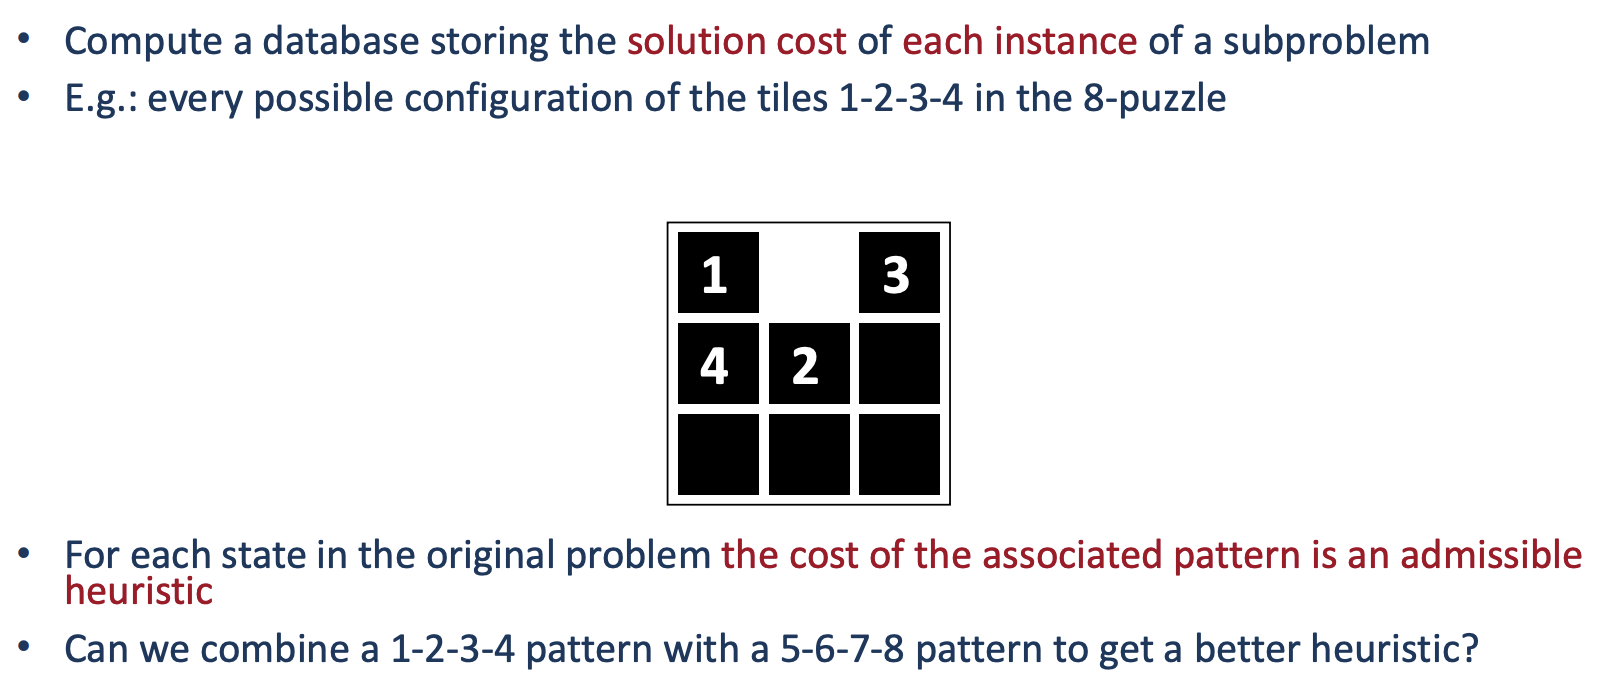 • Compute a database storing the solution cost of each instance of a subproblem
• E.g.: every possible configuration of the tiles 1-2-3-4 in the 8-puzzle
1 3
4 2
• For each state in the original problem the cost of the associated pattern is an admissible
heuristic
• Can we combine a 1-2-3-4 pattern with a 5-6-7-8 pattern to get a better heuristic?